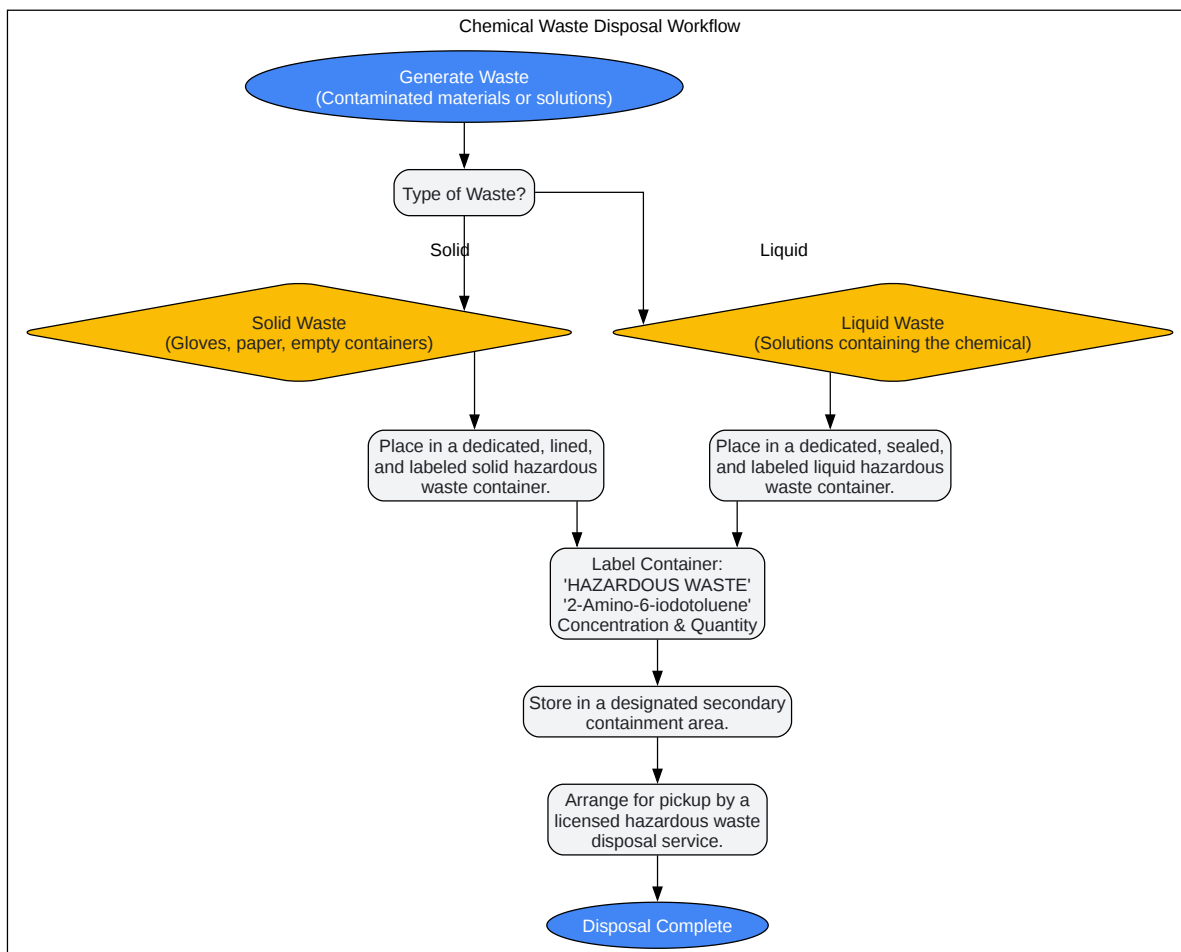 Chemical Waste Disposal Workflow
Generate Waste
(Contaminated materials or solutions)
Type of Waste?
Solid
Liquid
Solid Waste
(Gloves, paper, empty containers)
Liquid Waste
(Solutions containing the chemical)
Place in a dedicated, lined,
and labeled solid hazardous
waste container.
Place in a dedicated, sealed,
and labeled liquid hazardous
waste container.
Label Container:
'HAZARDOUS WASTE'
'2-Amino-6-iodotoluene'
Concentration & Quantity
Store in a designated secondary
containment area.
Arrange for pickup by a
licensed hazardous waste
disposal service.
Disposal Complete